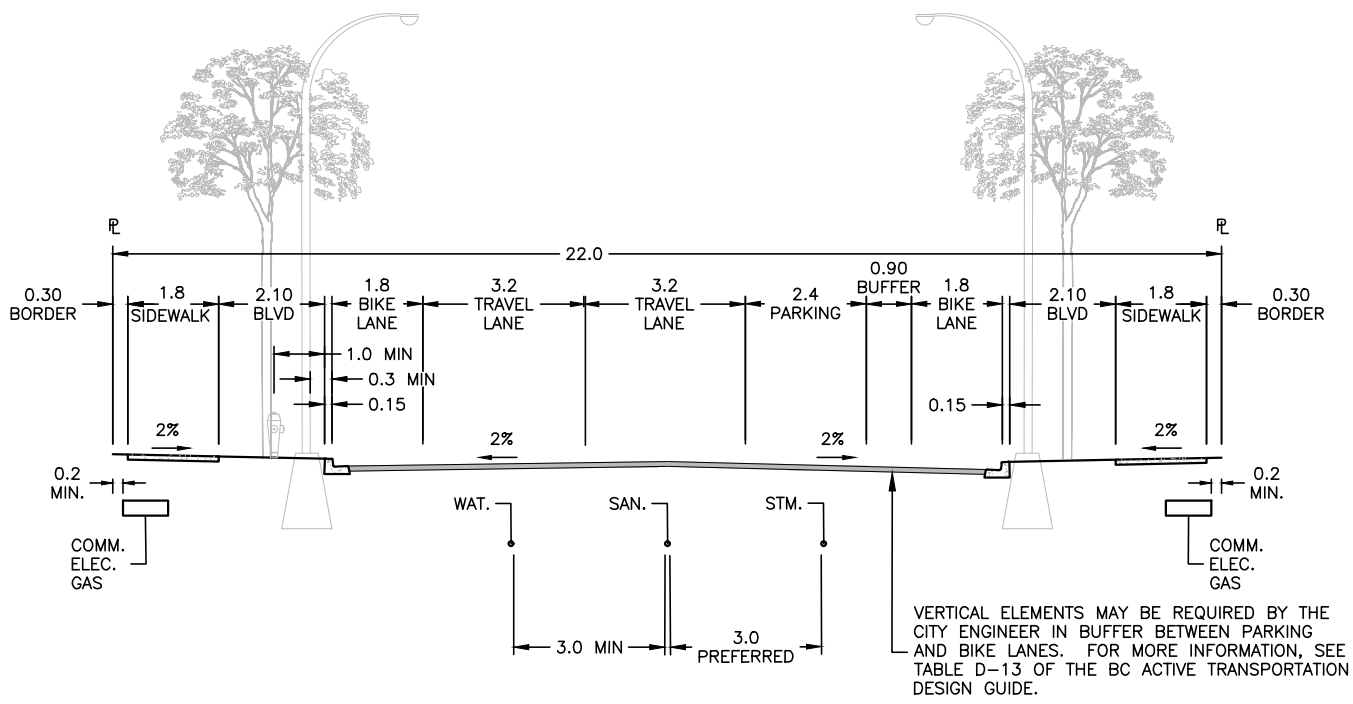 ℄ ℄
22.0
0.30
BORDER
1.8
SIDEWALK
2.10
BLVD
1.8
BIKE
LANE
3.2
TRAVEL
LANE
3.2
TRAVEL
LANE
2.4
PARKING
0.90
BUFFER
1.8
BIKE
LANE
2.10
BLVD
1.8
SIDEWALK
0.30
BORDER
1.0 MIN
0.3 MIN
0.15
0.15
2%
2%
2%
2%
0.2
MIN.
0.2
MIN.
WAT.
SAN.
STM.
COMM.
ELEC.
GAS
COMM.
ELEC.
GAS
3.0 MIN
3.0
PREFERRED
VERTICAL ELEMENTS MAY BE REQUIRED BY THE
CITY ENGINEER IN BUFFER BETWEEN PARKING
AND BIKE LANES. FOR MORE INFORMATION, SEE
TABLE D-13 OF THE BC ACTIVE TRANSPORTATION
DESIGN GUIDE.